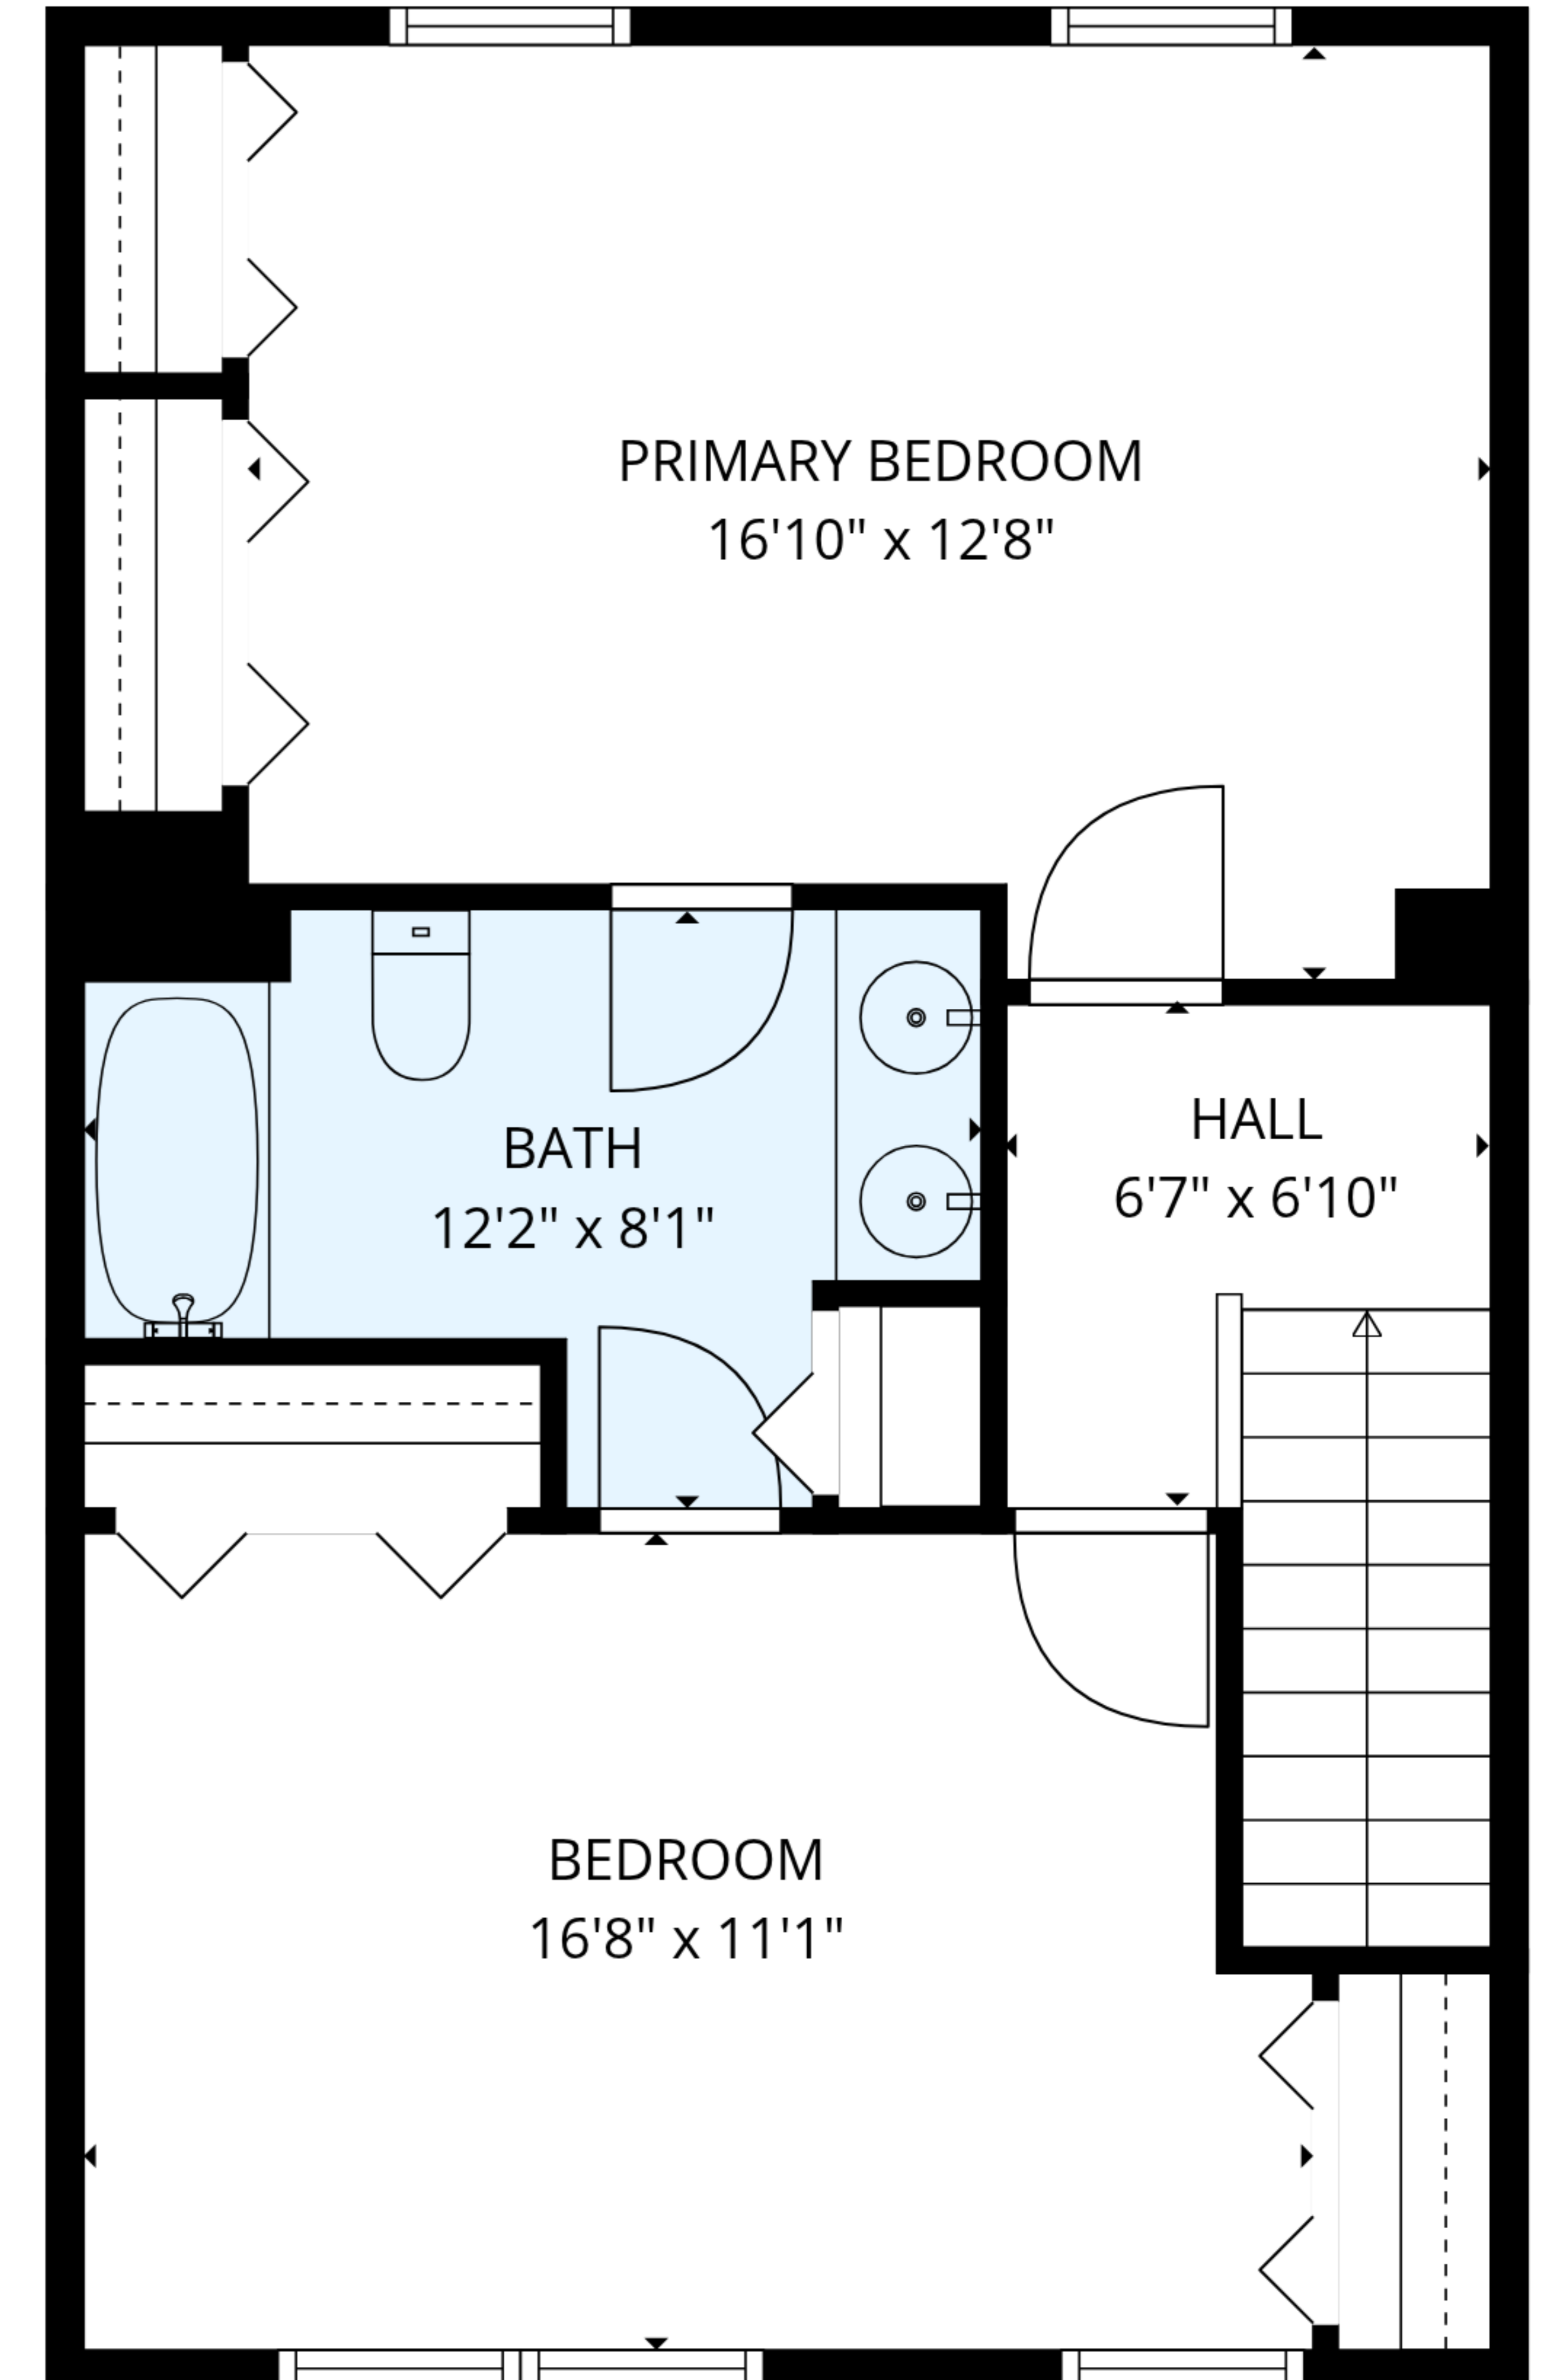 PRIMARY BEDROOM
16'10" x 12'8"
BATH
12'2" x 8'1"
HALL
6'7" x 6'10"
BEDROOM
16'8" x 11'1"